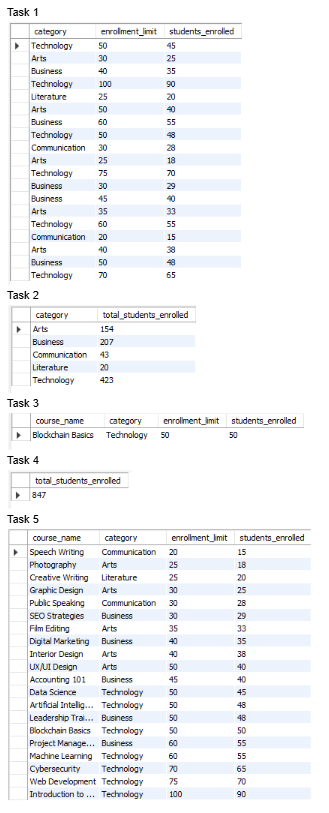 Task 1
category enrollment_limit students_enrolled
Technology 50 45
Arts 30 25
Business 40 35
Technology 100 90
Literature 25 20
Arts 50 40
Business 60 55
Technology 50 48
Communication 30 28
Arts 25 18
Technology 75 70
Business 30 29
Business 45 40
Arts 35 33
Technology 60 55
Communication 20 15
Arts 40 38
Business 50 48
Technology 70 65
Task 2
category total_students_enrolled
Arts 154
Business 207
Communication 43
Literature 20
Technology 423
Task 3
course_name category enrollment_limit students_enrolled
Blockchain Basics Technology 50 50
Task 4
total_students_enrolled
847
Task 5
course_name category enrollment_limit students_enrolled
Speech Writing Communication 20 15
Photography Arts 25 18
Creative Writing Literature 25 20
Graphic Design Arts 30 25
Public Speaking Communication 30 28
SEO Strategies Business 30 29
Film Editing Arts 35 33
Digital Marketing Business 40 35
Interior Design Arts 40 38
UX/UI Design Arts 50 40
Accounting 101 Business 45 40
Data Science Technology 50 45
Artificial Intellig... Technology 50 48
Leadership Trai... Business 50 48
Blockchain Basics Technology 50 50
Project Manage... Business 60 55
Machine Learning Technology 60 55
Cybersecurity Technology 70 65
Web Development Technology 75 70
Introduction to ... Technology 100 90